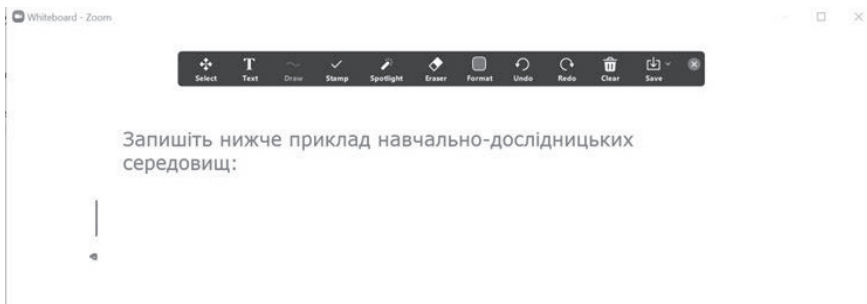 Whiteboard - Zoom
Select Text Draw Stamp Spotlight Eraser Format Undo Redo Clear Save
Запишіть нижче приклад навчально-дослідницьких
середовищ: